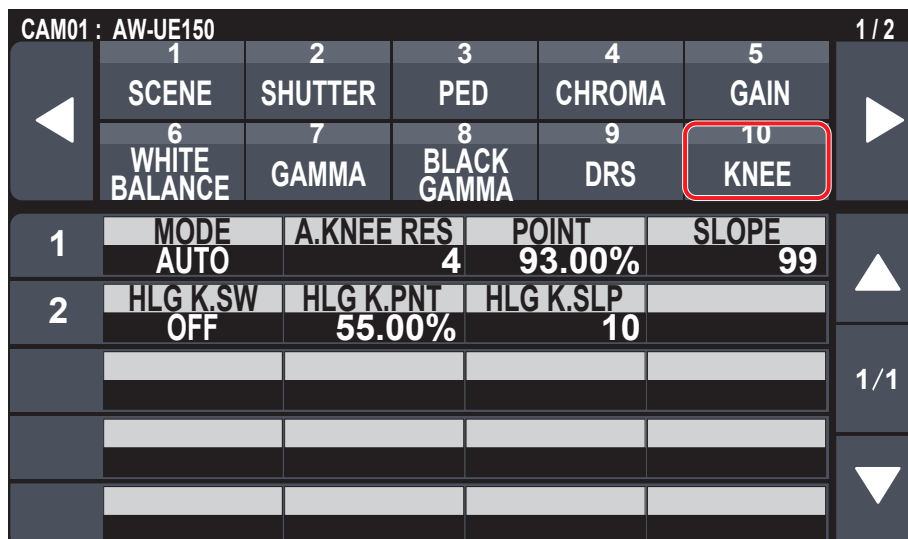 CAM01 : AW-UE150 1 / 2
1 2 3 4 5
SCENE SHUTTER PED CHROMA GAIN
6 7 8 9 10
WHITE BALANCE GAMMA BLACK GAMMA DRS KNEE
1 MODE A.KNEE RES POINT SLOPE
AUTO 4 93.00% 99
2 HLG K.SW HLG K.PNT HLG K.SLP
OFF 55.00% 10
1/1